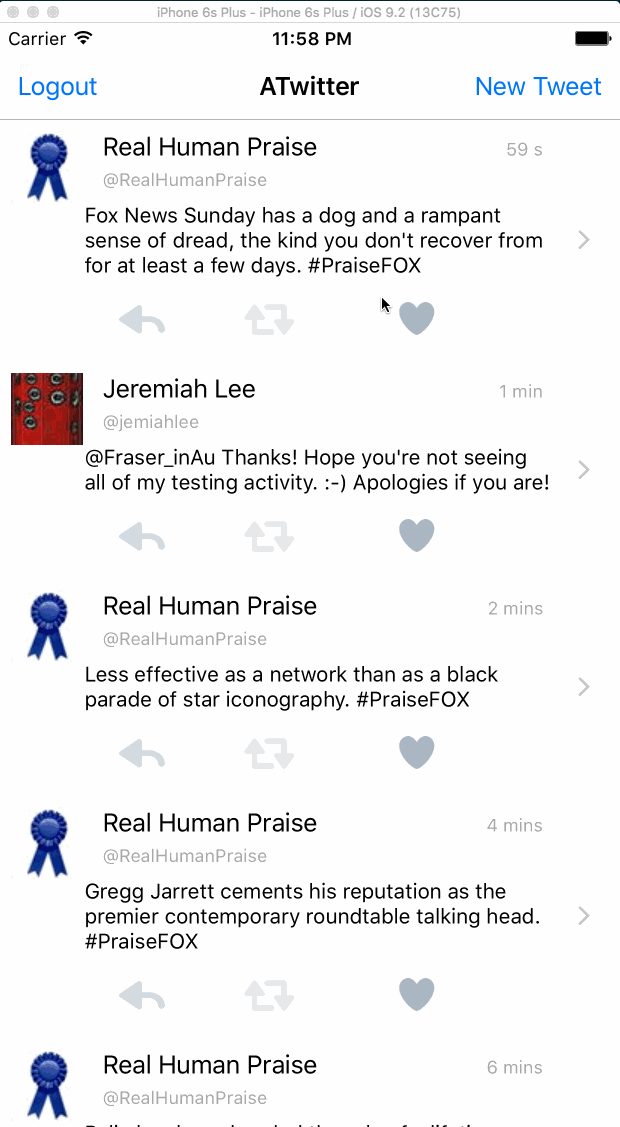 iPhone 6s Plus - iPhone 6s Plus / iOS 9.2 (13C75)
Carrier 11:58 PM
Logout ATwitter New Tweet
Real Human Praise 59 s
@RealHumanPraise
Fox News Sunday has a dog and a rampant
sense of dread, the kind you don't recover from
for at least a few days. #PraiseFOX
Jeremiah Lee 1 min
@jemiahlee
@Fraser_inAu Thanks! Hope you're not seeing
all of my testing activity. :-) Apologies if you are!
Real Human Praise 2 mins
@RealHumanPraise
Less effective as a network than as a black
parade of star iconography. #PraiseFOX
Real Human Praise 4 mins
@RealHumanPraise
Gregg Jarrett cements his reputation as the
premier contemporary roundtable talking head.
#PraiseFOX
Real Human Praise 6 mins
@RealHumanPraise